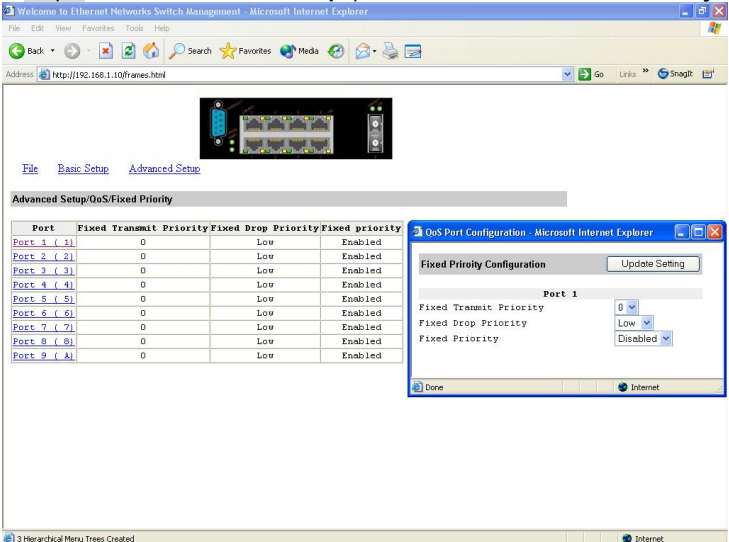 Welcome to Ethernet Networks Switch Management - Microsoft Internet Explorer
File Edit View Favorites Tools Help
Back Search Favorites Media
Address http://192.168.1.10/frames.html Go Links » SnagIt
File Basic Setup Advanced Setup
Advanced Setup/QoS/Fixed Priority
Port Fixed Transmit Priority Fixed Drop Priority Fixed priority
Port 1 ( 1) 0 Low Enabled
Port 2 ( 2) 0 Low Enabled
Port 3 ( 3) 0 Low Enabled
Port 4 ( 4) 0 Low Enabled
Port 5 ( 5) 0 Low Enabled
Port 6 ( 6) 0 Low Enabled
Port 7 ( 7) 0 Low Enabled
Port 8 ( 8) 0 Low Enabled
Port 9 ( A) 0 Low Enabled
QoS Port Configuration - Microsoft Internet Explorer
Fixed Priroity Configuration Update Setting
Port 1
Fixed Tranmit Priority 0
Fixed Drop Priority Low
Fixed Priority Disabled
Done Internet
3 Hierarchical Menu Trees Created Internet